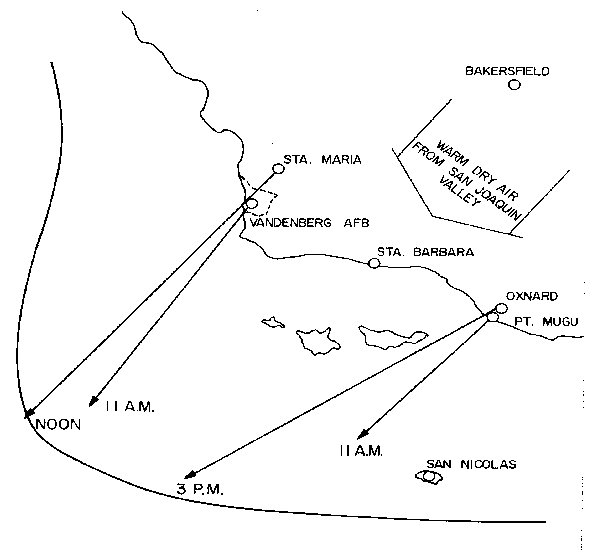 BAKERSFIELD
WARM DRY AIR
FROM SAN JOAQUIN
VALLEY
STA. MARIA
VANDENBERG AFB
STA. BARBARA
OXNARD
PT. MUGU
11 A.M.
NOON
11 A.M.
SAN NICOLAS
3 P.M.